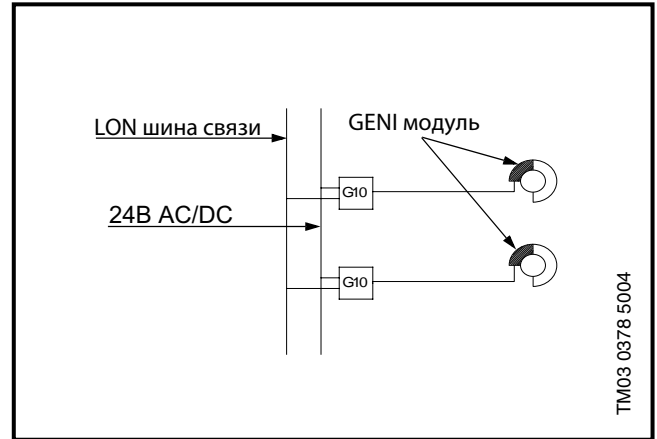 LON шина связи
GENI модуль
G10
24В AC/DC
G10
TM03 0378 5004